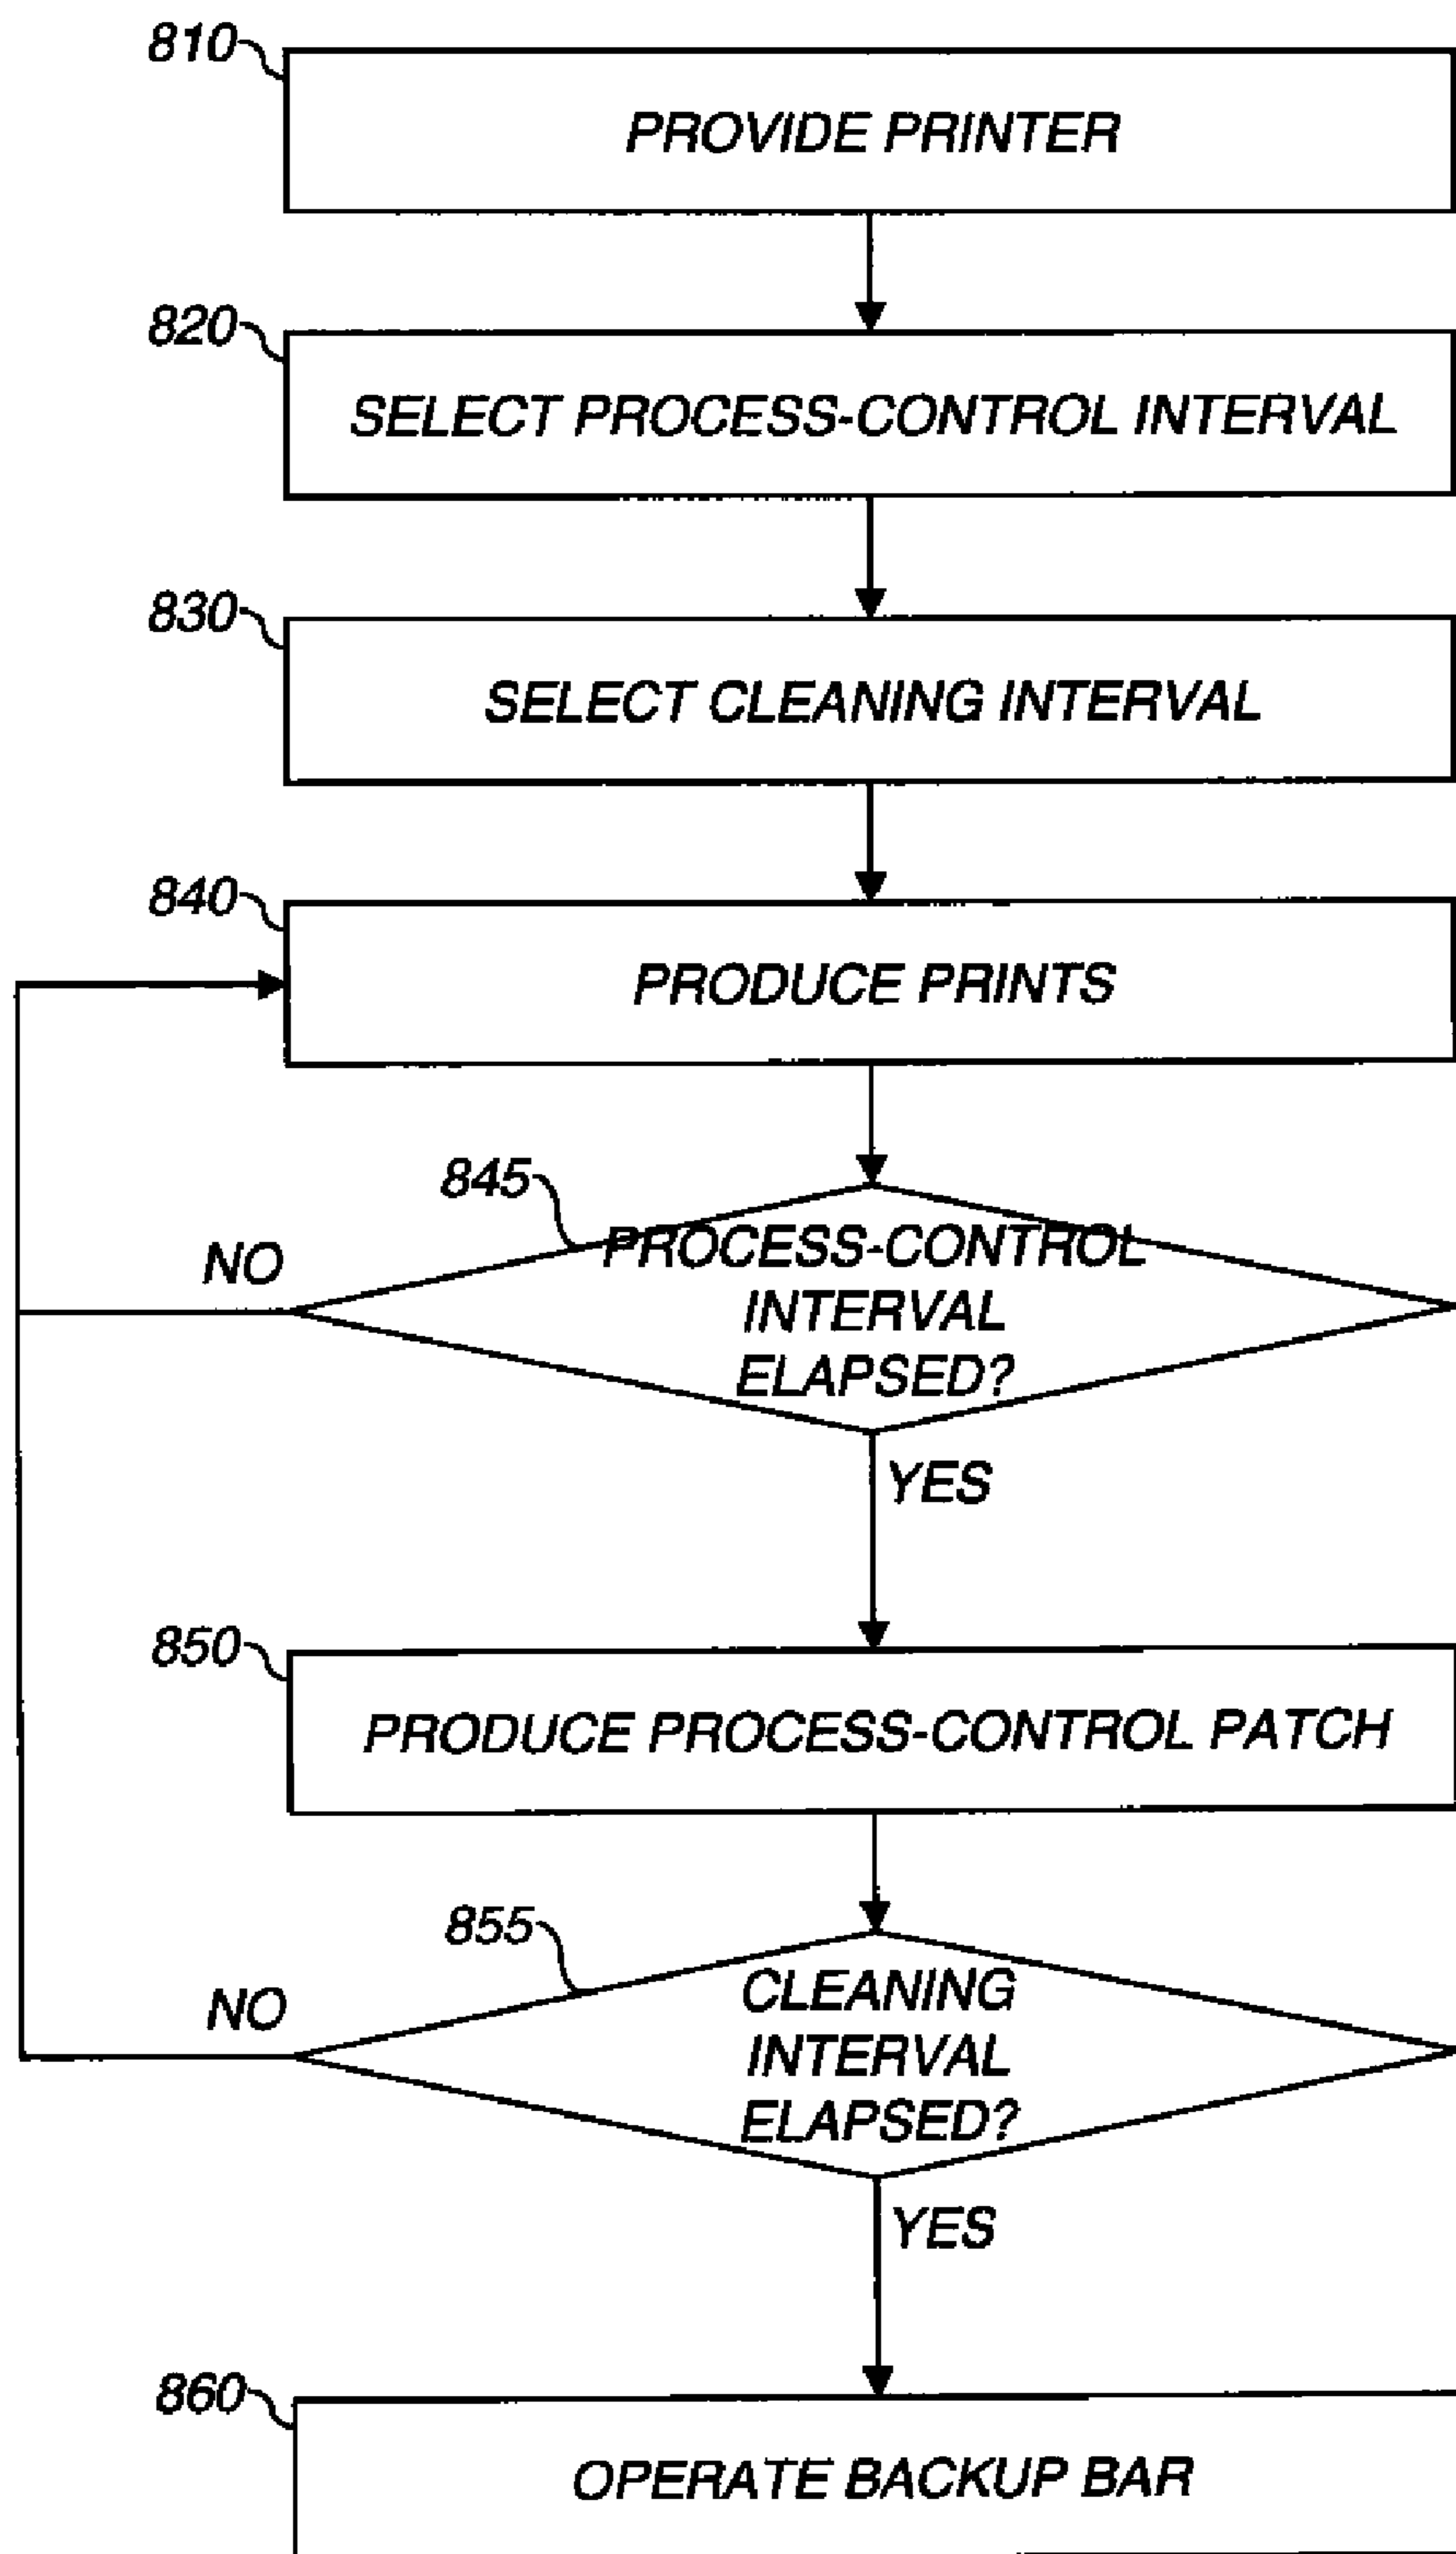 810
PROVIDE PRINTER
820
SELECT PROCESS-CONTROL INTERVAL
830
SELECT CLEANING INTERVAL
840
PRODUCE PRINTS
845
PROCESS-CONTROL
INTERVAL
ELAPSED?
NO
YES
850
PRODUCE PROCESS-CONTROL PATCH
855
CLEANING
INTERVAL
ELAPSED?
NO
YES
860
OPERATE BACKUP BAR